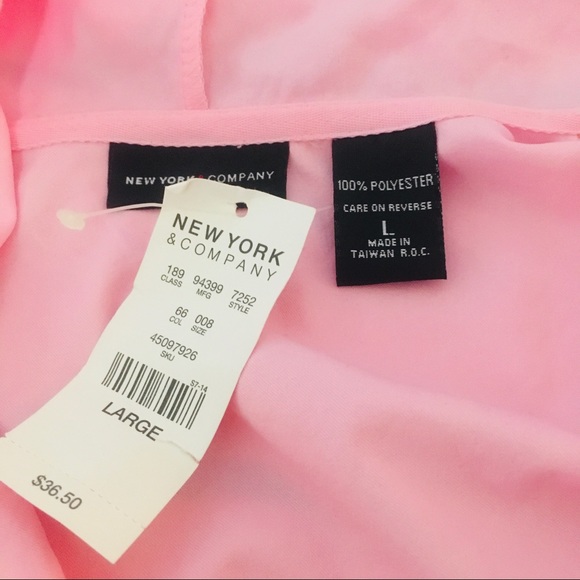 NEW YORK & COMPANY
100% POLYESTER
CARE ON REVERSE
L
MADE IN
TAIWAN R.O.C.
NEW YORK
& COMPANY
189 94399 7252
CLASS MFG STYLE
66 008
COL SIZE
45097926
SKU
S7-14
LARGE
$36.50